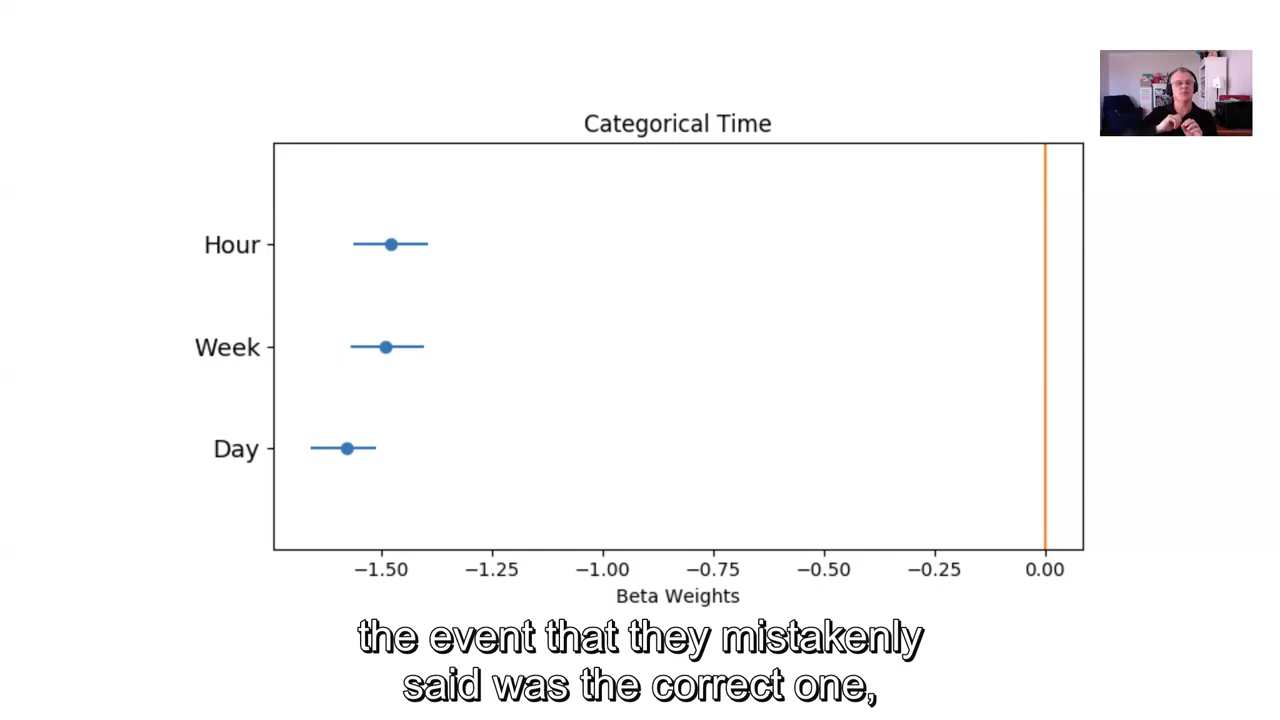 Categorical Time
Hour
Week
Day
−1.50 −1.25 −1.00 −0.75 −0.50 −0.25 0.00
Beta Weights
the event that they mistakenly
said was the correct one,